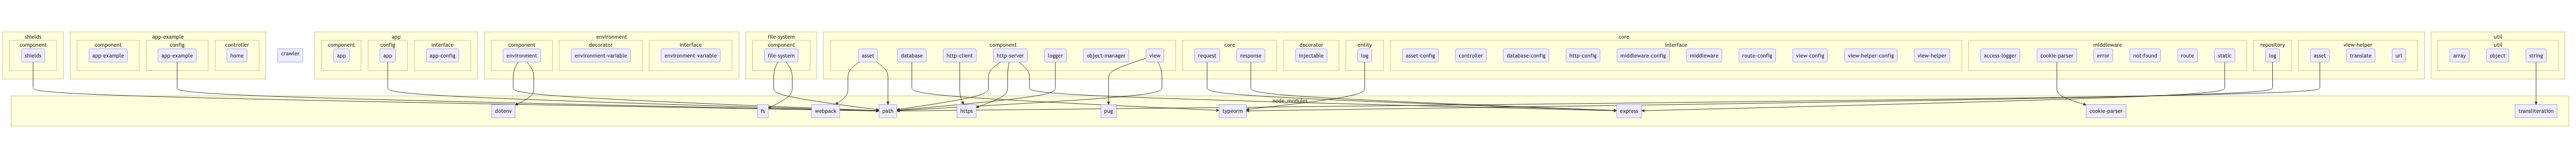 shields
component
shields
app-example
component
app-example
config
app-example
controller
home
crawler
app
component
app
config
app
interface
app-config
environment
component
environment
decorator
environment-variable
interface
environment-variable
file-system
component
file-system
core
component
asset
database
http-client
http-server
logger
object-manager
view
core
request
response
decorator
injectable
entity
log
interface
asset-config
controller
database-config
http-config
middleware-config
middleware
route-config
view-config
view-helper-config
view-helper
middleware
access-logger
cookie-parser
error
not-found
route
static
repository
log
view-helper
asset
translate
url
util
util
array
object
string
node_modules
dotenv
fs
webpack
path
https
pug
typeorm
express
cookie-parser
transliteration